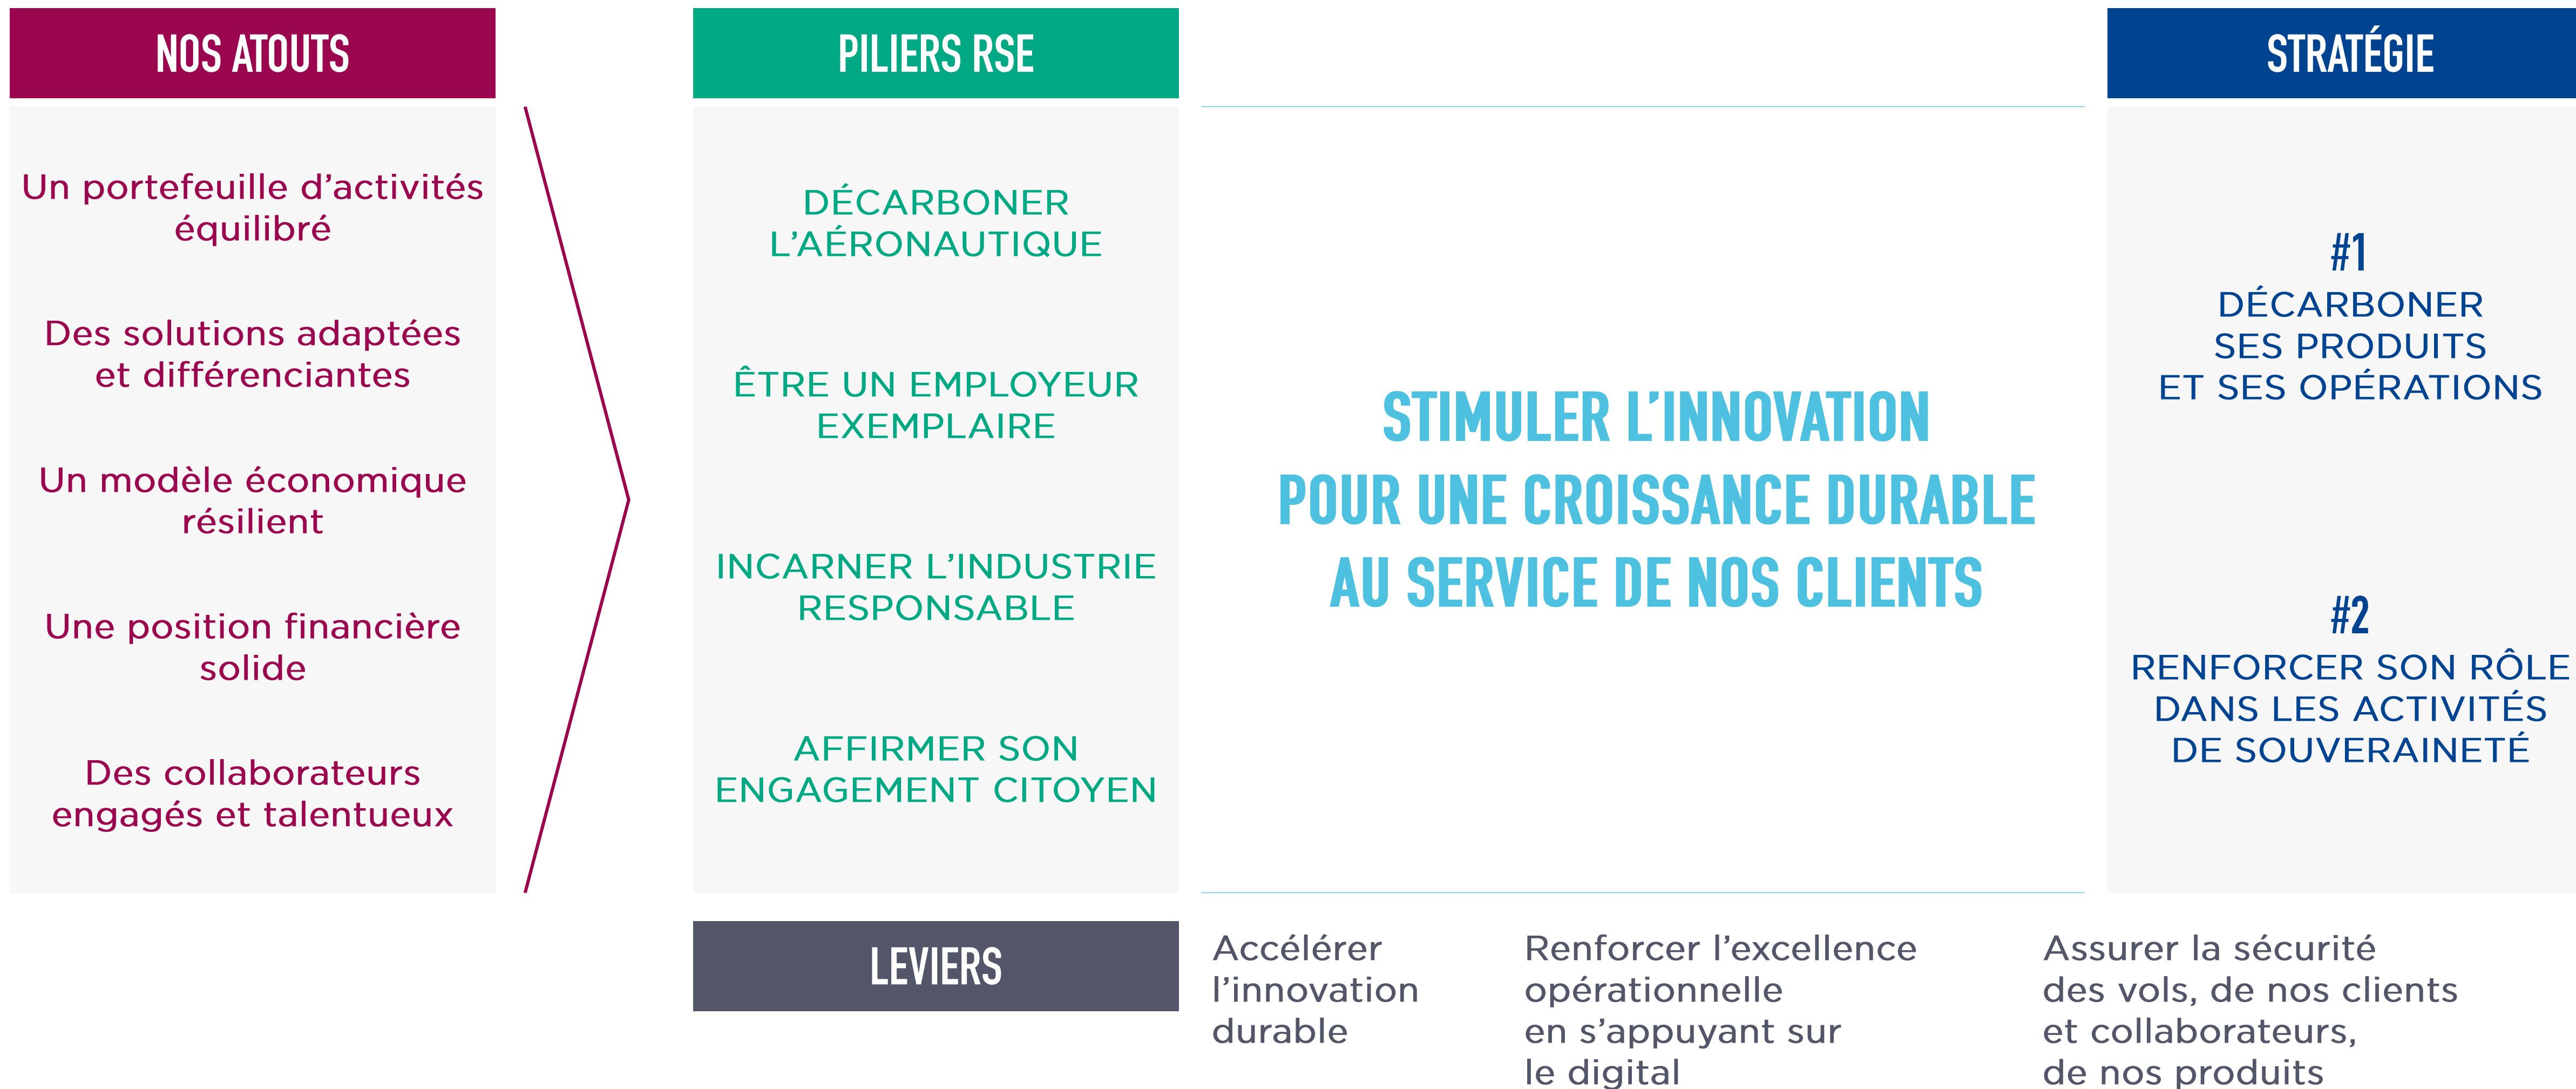 NOS ATOUTS
Un portefeuille d’activités
équilibré
Des solutions adaptées
et différenciantes
Un modèle économique
résilient
Une position financière
solide
Des collaborateurs
engagés et talentueux
PILIERS RSE
DÉCARBONER
L’AÉRONAUTIQUE
ÊTRE UN EMPLOYEUR
EXEMPLAIRE
INCARNER L’INDUSTRIE
RESPONSABLE
AFFIRMER SON
ENGAGEMENT CITOYEN
STIMULER L’INNOVATION
POUR UNE CROISSANCE DURABLE
AU SERVICE DE NOS CLIENTS
STRATÉGIE
#1
DÉCARBONER
SES PRODUITS
ET SES OPÉRATIONS
#2
RENFORCER SON RÔLE
DANS LES ACTIVITÉS
DE SOUVERAINETÉ
LEVIERS
Accélérer
l’innovation
durable
Renforcer l’excellence
opérationnelle
en s’appuyant sur
le digital
Assurer la sécurité
des vols, de nos clients
et collaborateurs,
de nos produits